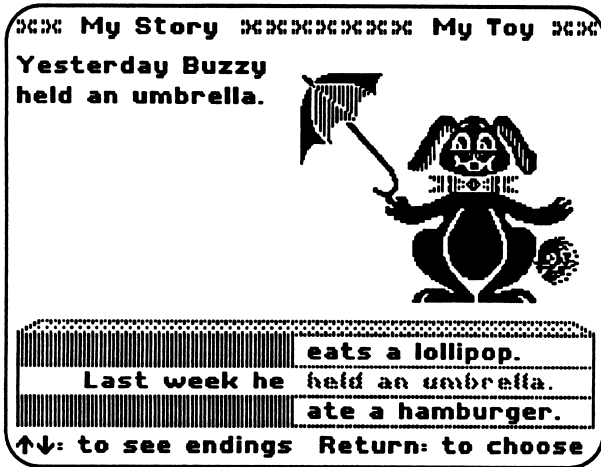 My Story My Toy
Yesterday Buzzy
held an umbrella.
eats a lollipop.
Last week he held an umbrella.
ate a hamburger.
↑↓: to see endings Return: to choose